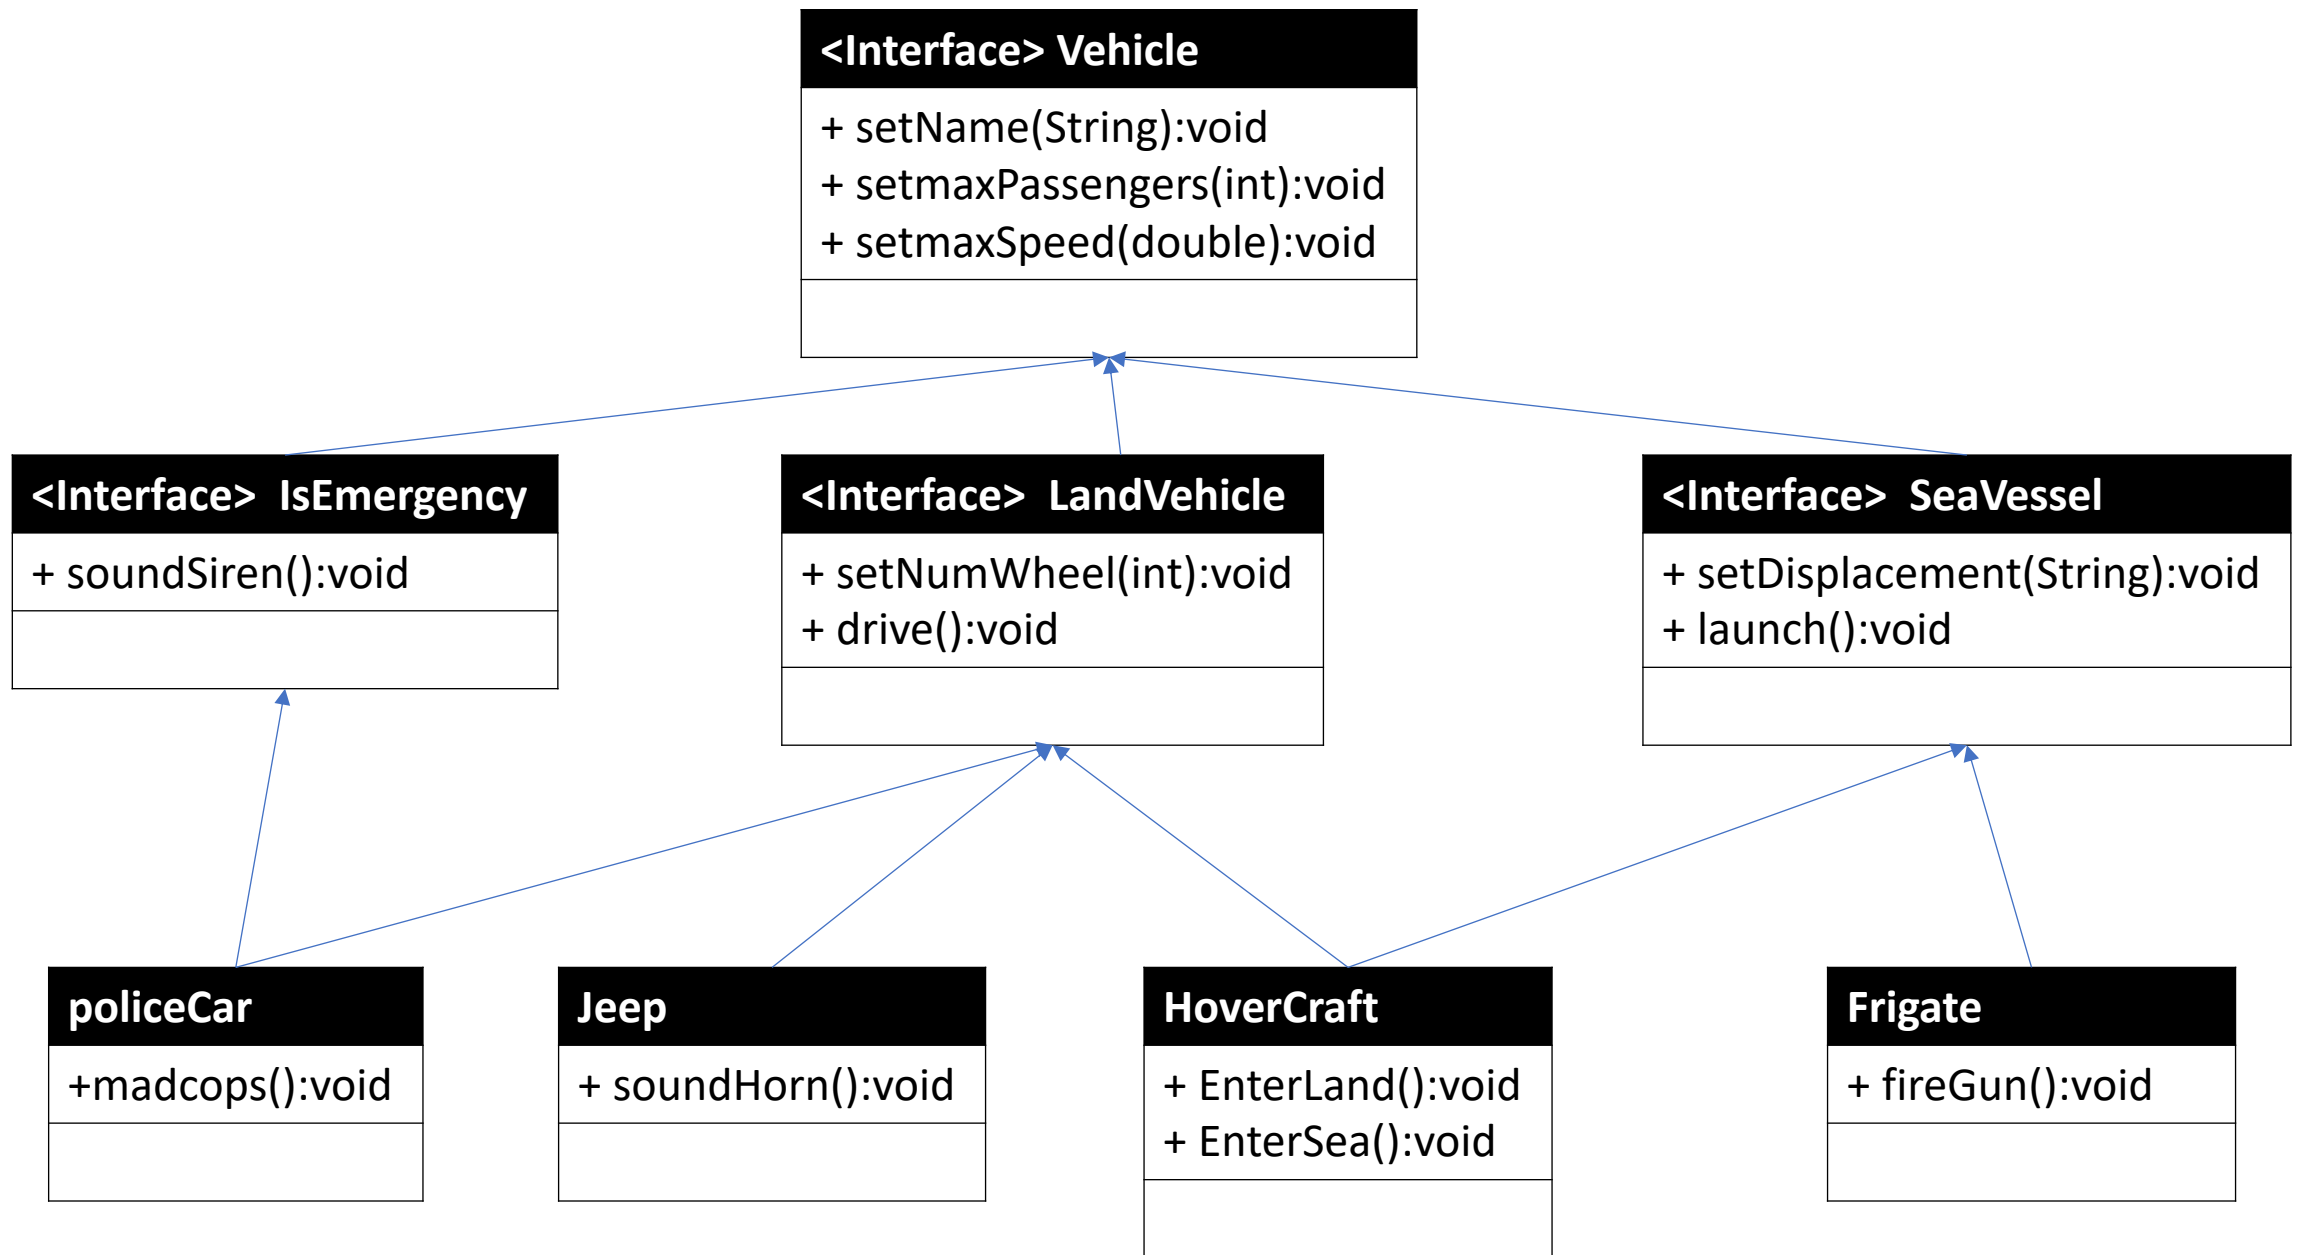 <Interface> Vehicle
+ setName(String):void
+ setmaxPassengers(int):void
+ setmaxSpeed(double):void
<Interface>  IsEmergency
+ soundSiren():void
<Interface>  LandVehicle
+ setNumWheel(int):void
+ drive():void
<Interface>  SeaVessel
+ setDisplacement(String):void
+ launch():void
policeCar
+madcops():void
Jeep
+ soundHorn():void
HoverCraft
+ EnterLand():void
+ EnterSea():void
Frigate
+ fireGun():void